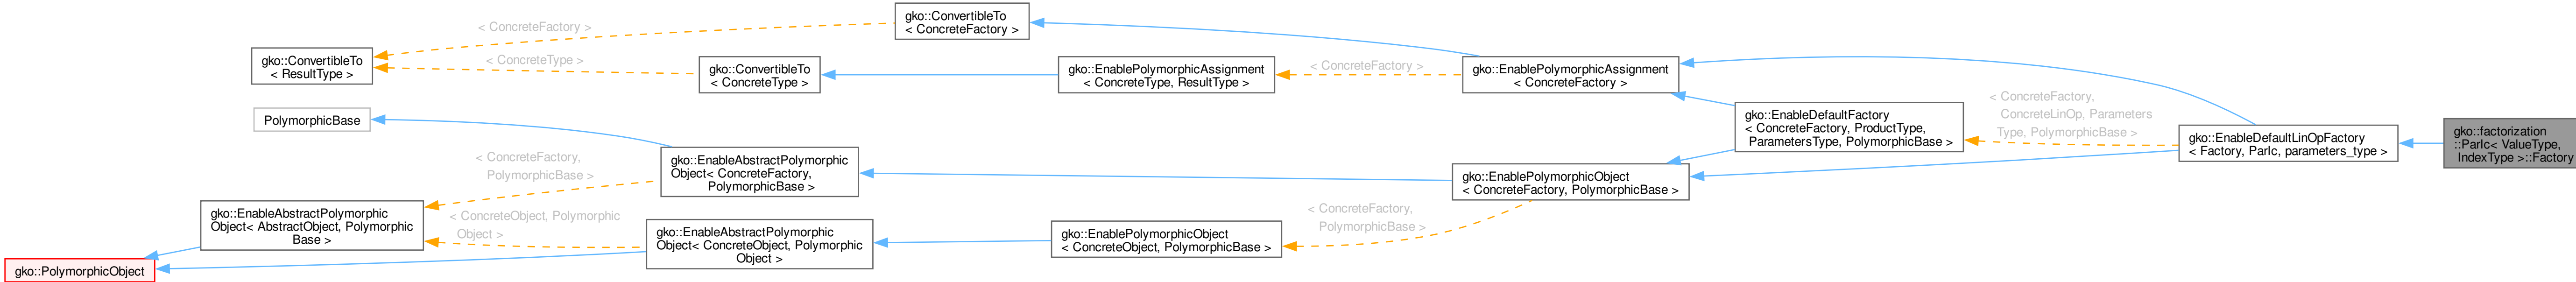 gko::ConvertibleTo
< ConcreteFactory >
< ConcreteFactory >
gko::ConvertibleTo
< ResultType >
< ConcreteType >
gko::ConvertibleTo
< ConcreteType >
gko::EnablePolymorphicAssignment
< ConcreteType, ResultType >
< ConcreteFactory >
gko::EnablePolymorphicAssignment
< ConcreteFactory >
PolymorphicBase
gko::EnableDefaultFactory
< ConcreteFactory, ProductType,
ParametersType, PolymorphicBase >
< ConcreteFactory,
ConcreteLinOp, Parameters
Type, PolymorphicBase >
gko::EnableDefaultLinOpFactory
< Factory, ParIc, parameters_type >
gko::factorization
::ParIc< ValueType,
IndexType >::Factory
< ConcreteFactory,
PolymorphicBase >
gko::EnableAbstractPolymorphic
Object< ConcreteFactory,
PolymorphicBase >
gko::EnablePolymorphicObject
< ConcreteFactory, PolymorphicBase >
gko::EnableAbstractPolymorphic
Object< AbstractObject, Polymorphic
Base >
< ConcreteObject, Polymorphic
Object >
gko::EnableAbstractPolymorphic
Object< ConcreteObject, Polymorphic
Object >
gko::EnablePolymorphicObject
< ConcreteObject, PolymorphicBase >
< ConcreteFactory,
PolymorphicBase >
gko::PolymorphicObject